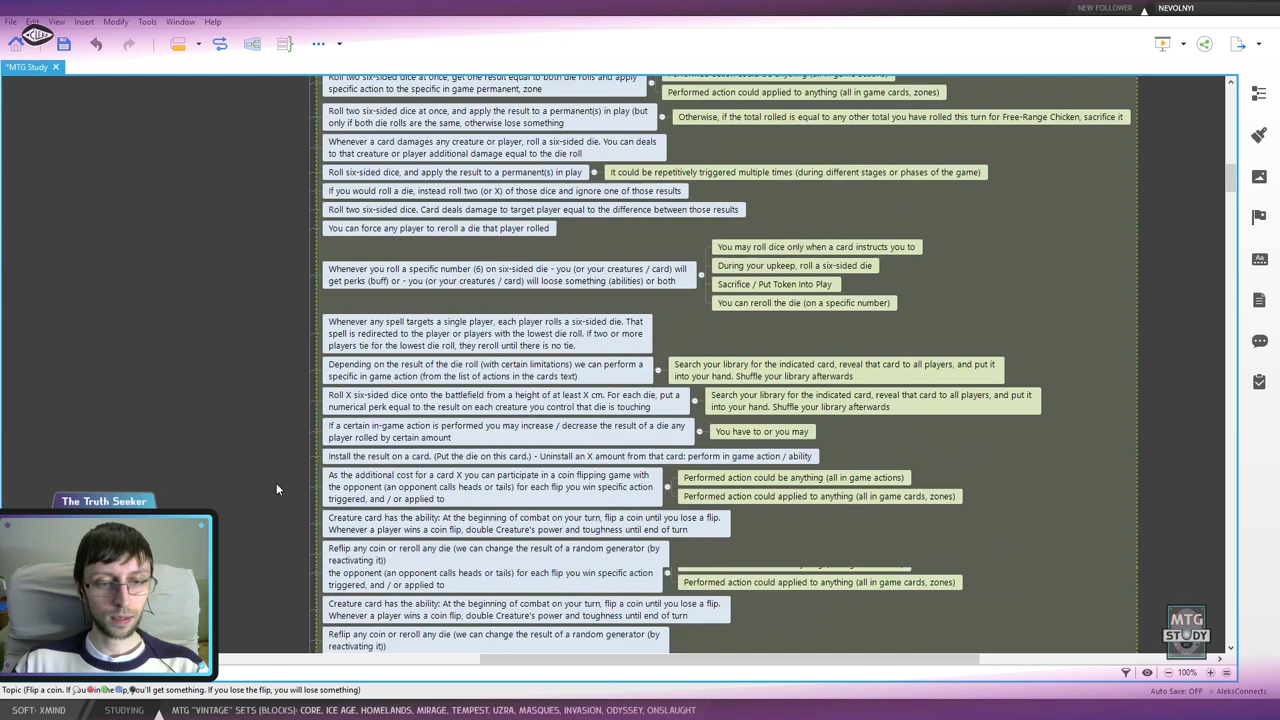 NEW FOLLOWER
NEVOLNYI
File Edit View Insert Modify Tools Window Help
*MTG Study
Roll two six-sided dice at once, get one result equal to both die rolls and apply
specific action to the specific in game permanent, zone
Performed action could be anything (all in game actions)
Performed action could applied to anything (all in game cards, zones)
Roll two six-sided dice at once, and apply the result to a permanent(s) in play (but
only if both die rolls are the same, otherwise lose something
Otherwise, if the total rolled is equal to any other total you have rolled this turn for Free-Range Chicken, sacrifice it
Whenever a card damages any creature or player, roll a six-sided die. You can deals
to that creature or player additional damage equal to the die roll
Roll six-sided dice, and apply the result to a permanent(s) in play
It could be repetitively triggered multiple times (during different stages or phases of the game)
If you would roll a die, instead roll two (or X) of those dice and ignore one of those results
Roll two six-sided dice. Card deals damage to target player equal to the difference between those results
You can force any player to reroll a die that player rolled
Whenever you roll a specific number (6) on six-sided die - you (or your creatures / card) will
get perks (buff) or - you (or your creatures / card) will loose something (abilities) or both
You may roll dice only when a card instructs you to
During your upkeep, roll a six-sided die
Sacrifice / Put Token Into Play
You can reroll the die (on a specific number)
Whenever any spell targets a single player, each player rolls a six-sided die. That
spell is redirected to the player or players with the lowest die roll. If two or more
players tie for the lowest die roll, they reroll until there is no tie.
Depending on the result of the die roll (with certain limitations) we can perform a
specific in game action (from the list of actions in the cards text)
Search your library for the indicated card, reveal that card to all players, and put it
into your hand. Shuffle your library afterwards
Roll X six-sided dice onto the battlefield from a height of at least X cm. For each die, put a
numerical perk equal to the result on each creature you control that die is touching
Search your library for the indicated card, reveal that card to all players, and put it
into your hand. Shuffle your library afterwards
If a certain in-game action is performed you may increase / decrease the result of a die any
player rolled by certain amount
You have to or you may
Install the result on a card. (Put the die on this card.) - Uninstall an X amount from that card: perform in game action / ability
As the additional cost for a card X you can participate in a coin flipping game with
the opponent (an opponent calls heads or tails) for each flip you win specific action
triggered, and / or applied to
Performed action could be anything (all in game actions)
Performed action could applied to anything (all in game cards, zones)
Creature card has the ability: At the beginning of combat on your turn, flip a coin until you lose a flip.
Whenever a player wins a coin flip, double Creature's power and toughness until end of turn
Reflip any coin or reroll any die (we can change the result of a random generator (by
reactivating it))
the opponent (an opponent calls heads or tails) for each flip you win specific action
triggered, and / or applied to
Performed action could applied to anything (all in game cards, zones)
Creature card has the ability: At the beginning of combat on your turn, flip a coin until you lose a flip.
Whenever a player wins a coin flip, double Creature's power and toughness until end of turn
Reflip any coin or reroll any die (we can change the result of a random generator (by
reactivating it))
The Truth Seeker
MTG
STUDY
100%
Topic (Flip a coin. If you win the flip, you'll get something. If you lose the flip, you will lose something)
Auto Save: OFF
AleksConnects
SOFT: XMIND
STUDYING
MTG "VINTAGE" SETS (BLOCKS): CORE, ICE AGE, HOMELANDS, MIRAGE, TEMPEST, UZRA, MASQUES, INVASION, ODYSSEY, ONSLAUGHT